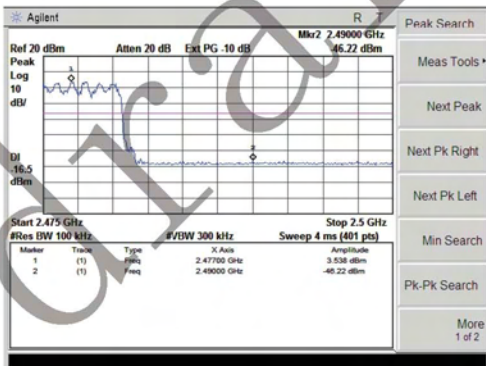 Agilent
R T
Peak Search
Mkr2 2.49000 GHz
Ref 20 dBm Atten 20 dB Ext PG -10 dB -46.22 dBm
Peak
Log
10
dB/
1
2
DI
-16.5
dBm
Start 2.475 GHz Stop 2.5 GHz
#Res BW 100 kHz #VBW 300 kHz Sweep 4 ms (401 pts)
Marker Trace Type X Axis Amplitude
1 (1) Freq 2.47700 GHz 3.538 dBm
2 (1) Freq 2.49000 GHz -46.22 dBm
Meas Tools
Next Peak
Next Pk Right
Next Pk Left
Min Search
Pk-Pk Search
More
1 of 2